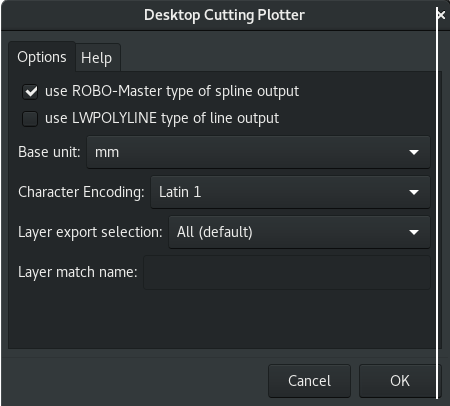 Desktop Cutting Plotter
Options Help
use ROBO-Master type of spline output
use LWPOLYLINE type of line output
Base unit: mm
Character Encoding: Latin 1
Layer export selection: All (default)
Layer match name:
Cancel OK